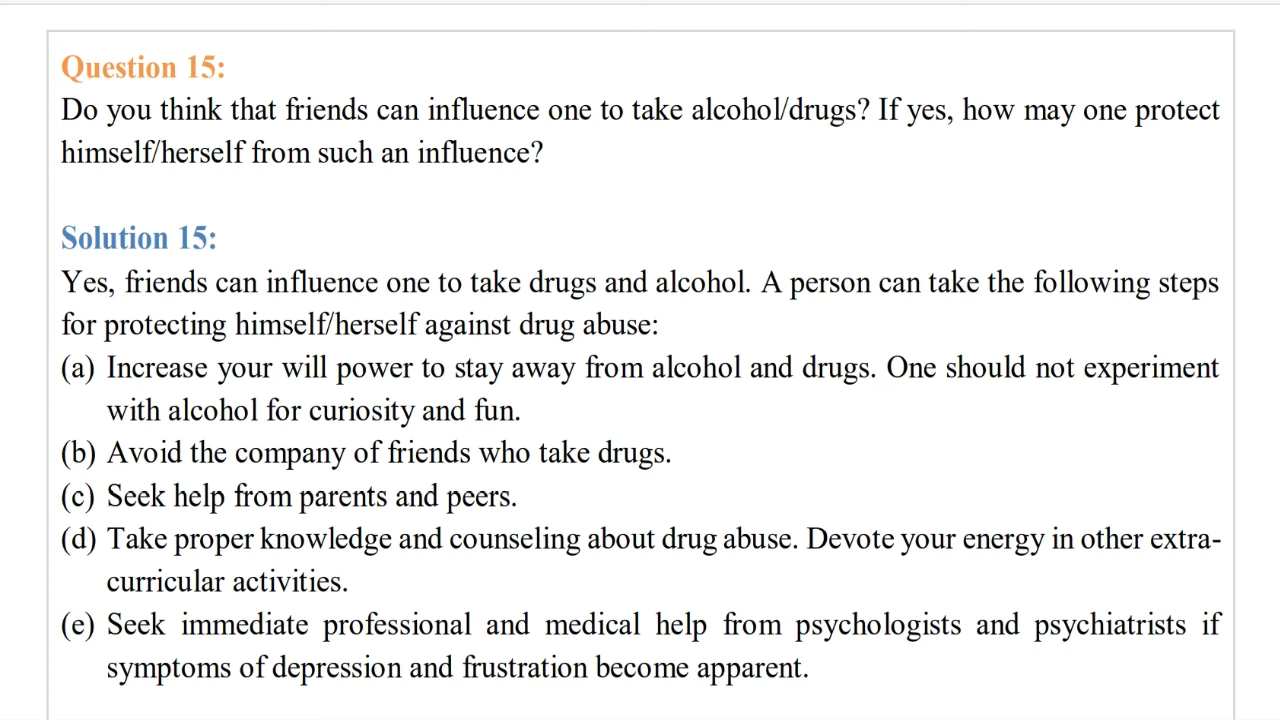 Question 15:
Do you think that friends can influence one to take alcohol/drugs? If yes, how may one protect
himself/herself from such an influence?
Solution 15:
Yes, friends can influence one to take drugs and alcohol. A person can take the following steps
for protecting himself/herself against drug abuse:
(a) Increase your will power to stay away from alcohol and drugs. One should not experiment
with alcohol for curiosity and fun.
(b) Avoid the company of friends who take drugs.
(c) Seek help from parents and peers.
(d) Take proper knowledge and counseling about drug abuse. Devote your energy in other extra-
curricular activities.
(e) Seek immediate professional and medical help from psychologists and psychiatrists if
symptoms of depression and frustration become apparent.